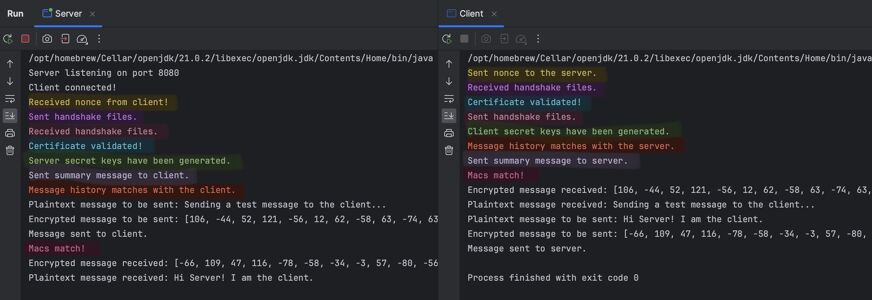 Run
Server
/opt/homebrew/Cellar/openjdk/21.0.2/libexec/openjdk.jdk/Contents/Home/bin/java
Server listening on port 8080
Client connected!
Received nonce from client!
Sent handshake files.
Received handshake files.
Certificate validated!
Server secret keys have been generated.
Sent summary message to client.
Message history matches with the client.
Plaintext message to be sent: Sending a test message to the client...
Encrypted message to be sent: [106, -44, 52, 121, -56, 12, 62, -58, 63, -74, 63
Message sent to client.
Macs match!
Encrypted message received: [-66, 109, 47, 116, -78, -58, -34, -3, 57, -80, -56
Plaintext message received: Hi Server! I am the client.
Client
/opt/homebrew/Cellar/openjdk/21.0.2/libexec/openjdk.jdk/Contents/Home/bin/java
Sent nonce to the server.
Received handshake files.
Certificate validated!
Sent handshake files.
Client secret keys have been generated.
Message history matches with the server.
Sent summary message to server.
Macs match!
Encrypted message received: [106, -44, 52, 121, -56, 12, 62, -58, 63, -74, 63,
Plaintext message received: Sending a test message to the client...
Plaintext message to be sent: Hi Server! I am the client.
Encrypted message to be sent: [-66, 109, 47, 116, -78, -58, -34, -3, 57, -80,
Message sent to server.
Process finished with exit code 0